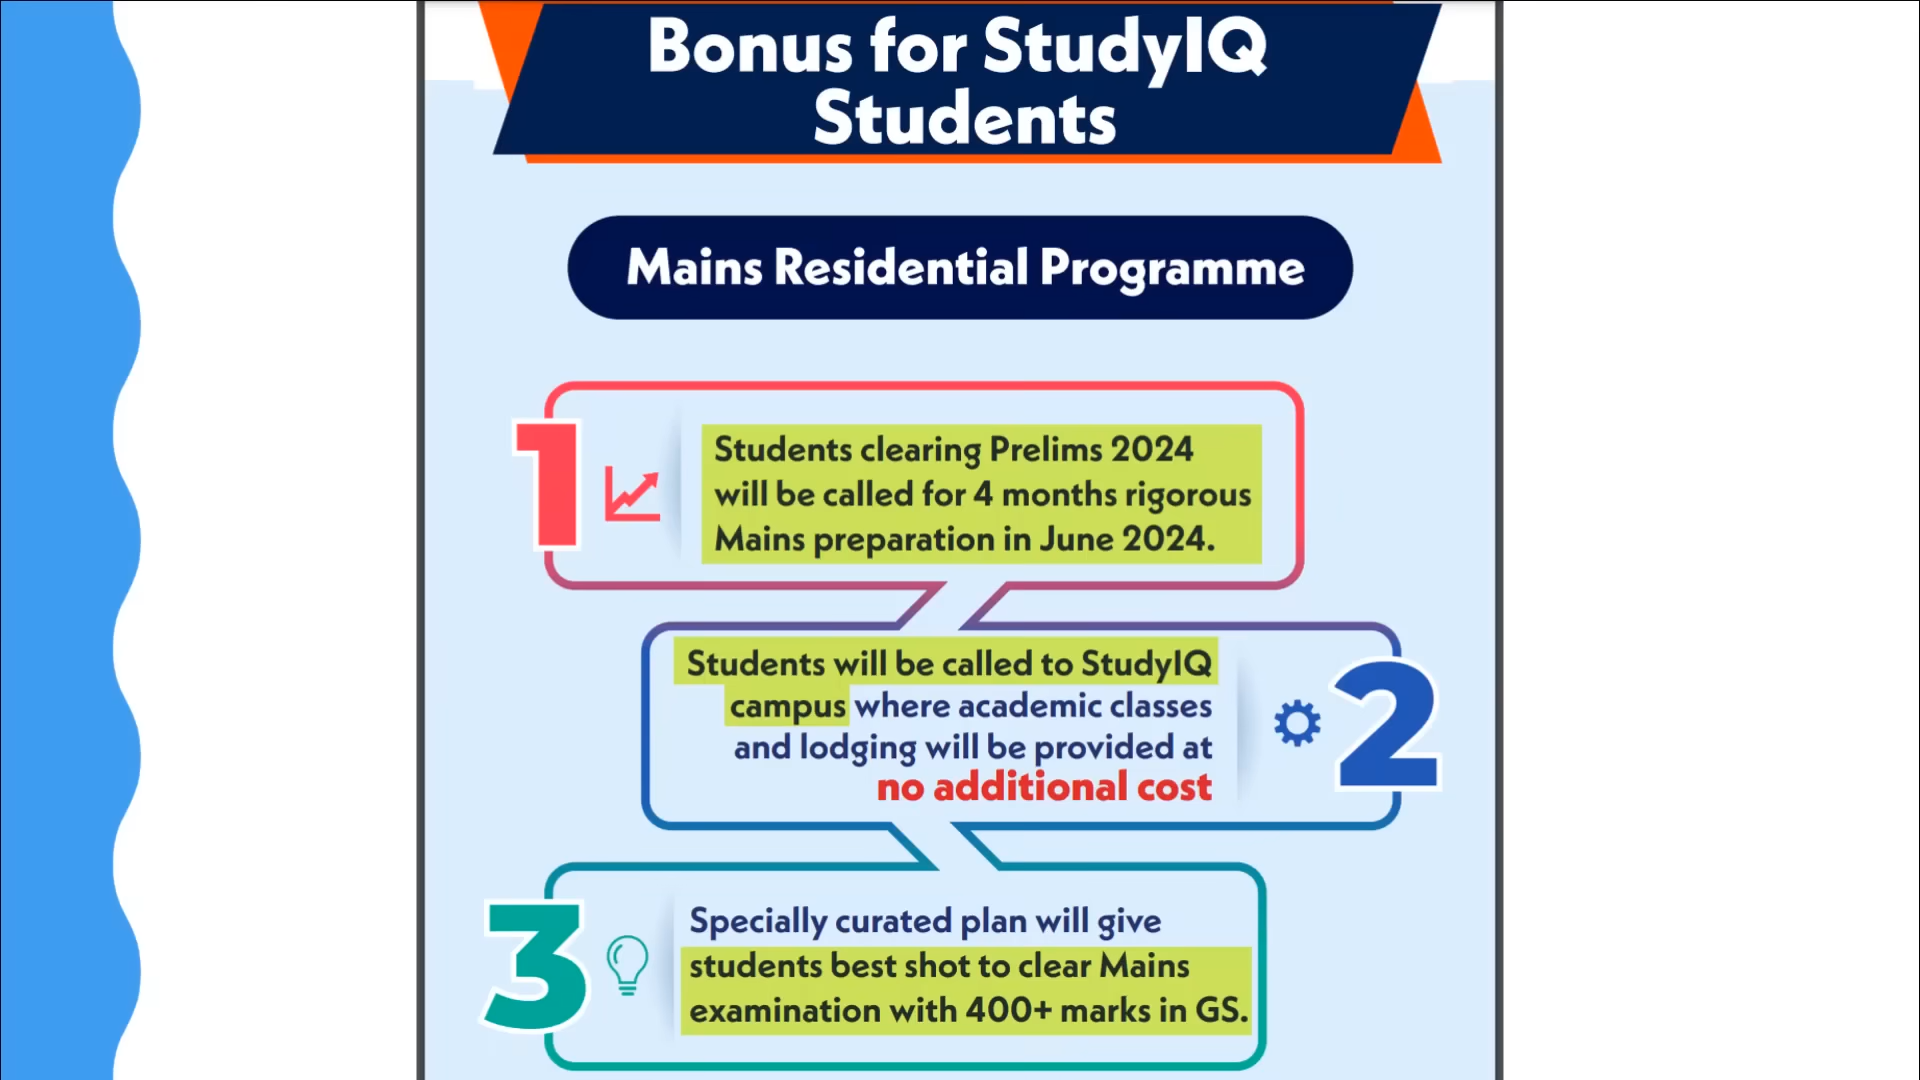 Bonus for StudyIQ
Students
Mains Residential Programme
1
Students clearing Prelims 2024
will be called for 4 months rigorous
Mains preparation in June 2024.
Students will be called to StudyIQ
campus where academic classes
and lodging will be provided at
no additional cost
2
3
Specially curated plan will give
students best shot to clear Mains
examination with 400+ marks in GS.